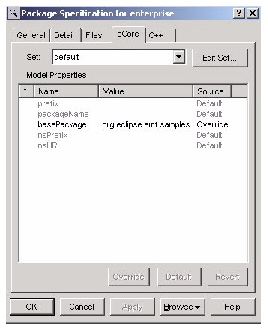 Package Specification for enterprise
General Detail Files eCore C++
Set: default Edit Set...
Model Properties
Name Value Source
prefix Default
packageName Default
basePackage org.eclipse.emf.samples Override
nsPrefix Default
nsURI Default
Override Default Revert
OK Cancel Apply Browse Help